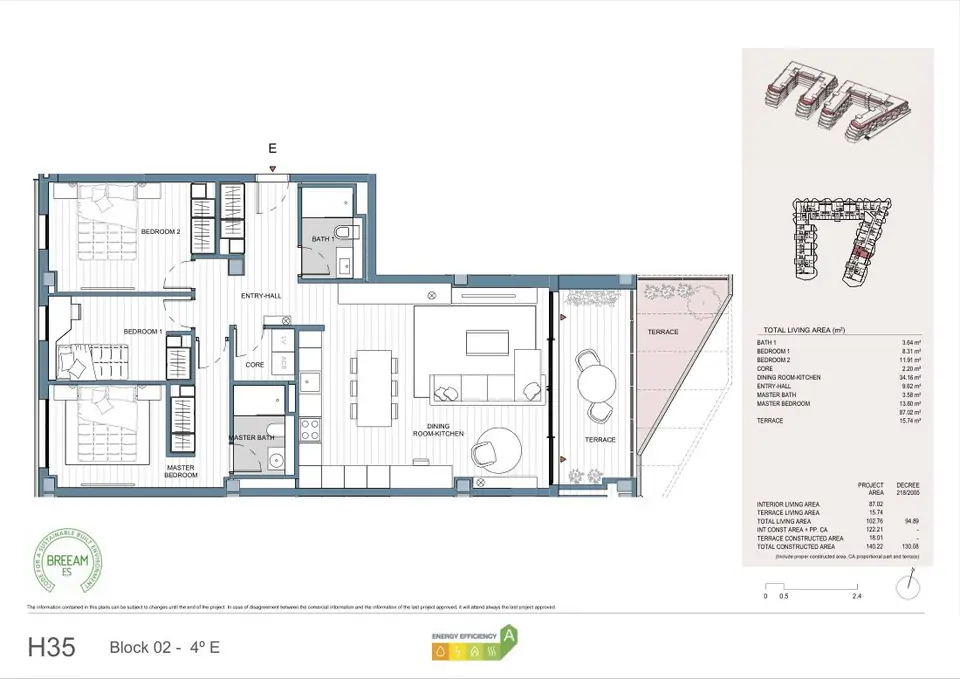 E
BEDROOM 2
BATH 1
ENTRY-HALL
BEDROOM 1
CORE
LV
ACS
MASTER BATH
MASTER
BEDROOM
DINING
ROOM-KITCHEN
TERRACE
TERRACE
TOTAL LIVING AREA (m²)
BATH 1 3.64 m²
BEDROOM 1 8.31 m²
BEDROOM 2 11.91 m²
CORE 2.20 m²
DINING ROOM-KITCHEN 34.16 m²
ENTRY-HALL 9.62 m²
MASTER BATH 3.58 m²
MASTER BEDROOM 13.60 m²
87.02 m²
TERRACE 15.74 m²
PROJECT DECREE
AREA 218/2005
INTERIOR LIVING AREA 87.02
TERRACE LIVING AREA 15.74
TOTAL LIVING AREA 102.76 94.89
INT CONST AREA + PP. CA 122.21 -
TERRACE CONSTRUCTED AREA 18.01 -
TOTAL CONSTRUCTED AREA 140.22 130.08
(Include proper constructed area, CA proportional part and terrace)
0 0.5 2.4
N
CODE FOR A SUSTAINABLE BUILT ENVIRONMENT
BREEAM
ES
The information contained in this plans can be subject to changes until the end of the project. In case of disagreement between the comercial information and the information of the last project approved, it will attend always the last project approved.
H35 Block 02 - 4º E
ENERGY EFFICIENCY A